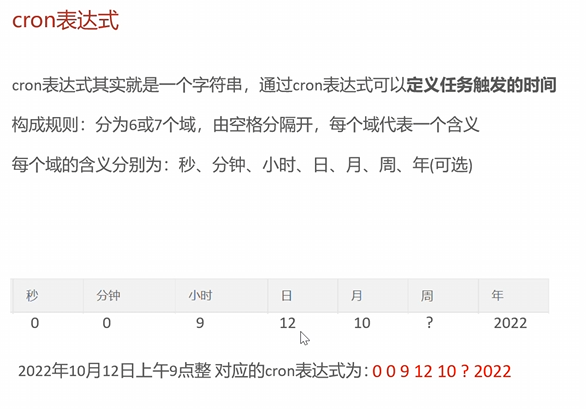 cron表达式
cron表达式其实就是一个字符串，通过cron表达式可以定义任务触发的时间
构成规则：分为6或7个域，由空格分隔开，每个域代表一个含义
每个域的含义分别为：秒、分钟、小时、日、月、周、年(可选)
秒 分钟 小时 日 月 周 年
0 0 9 12 10 ? 2022
2022年10月12日上午9点整 对应的cron表达式为：0 0 9 12 10 ? 2022